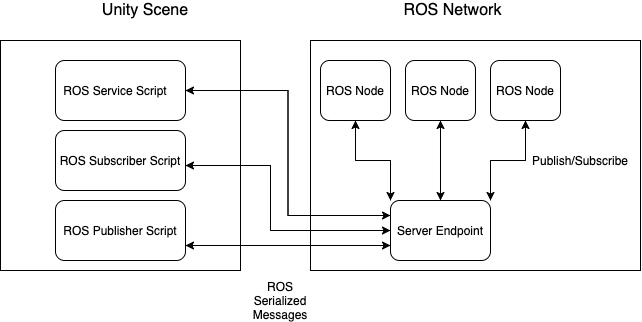 Unity Scene
ROS Network
ROS Service Script
ROS Subscriber Script
ROS Publisher Script
ROS Node
ROS Node
ROS Node
Publish/Subscribe
Server Endpoint
ROS
Serialized
Messages